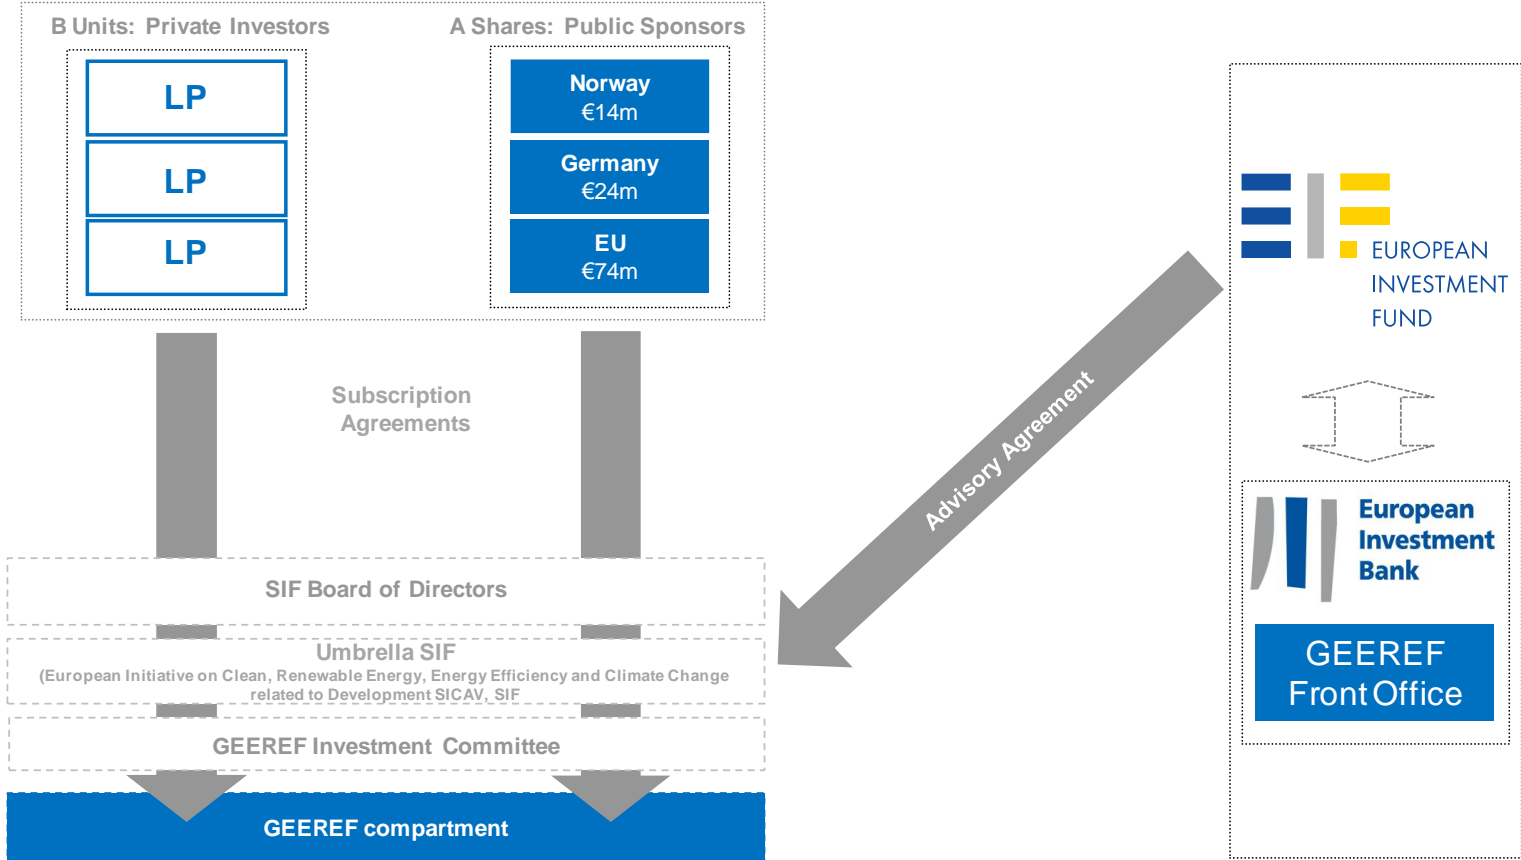 B Units: Private Investors
A Shares: Public Sponsors
LP
LP
LP
Norway
€14m
Germany
€24m
EU
€74m
Subscription
Agreements
Advisory Agreement
SIF Board of Directors
Umbrella SIF
(European Initiative on Clean, Renewable Energy, Energy Efficiency and Climate Change
related to Development SICAV, SIF
GEEREF Investment Committee
GEEREF compartment
EUROPEAN
INVESTMENT
FUND
European
Investment
Bank
GEEREF
Front Office